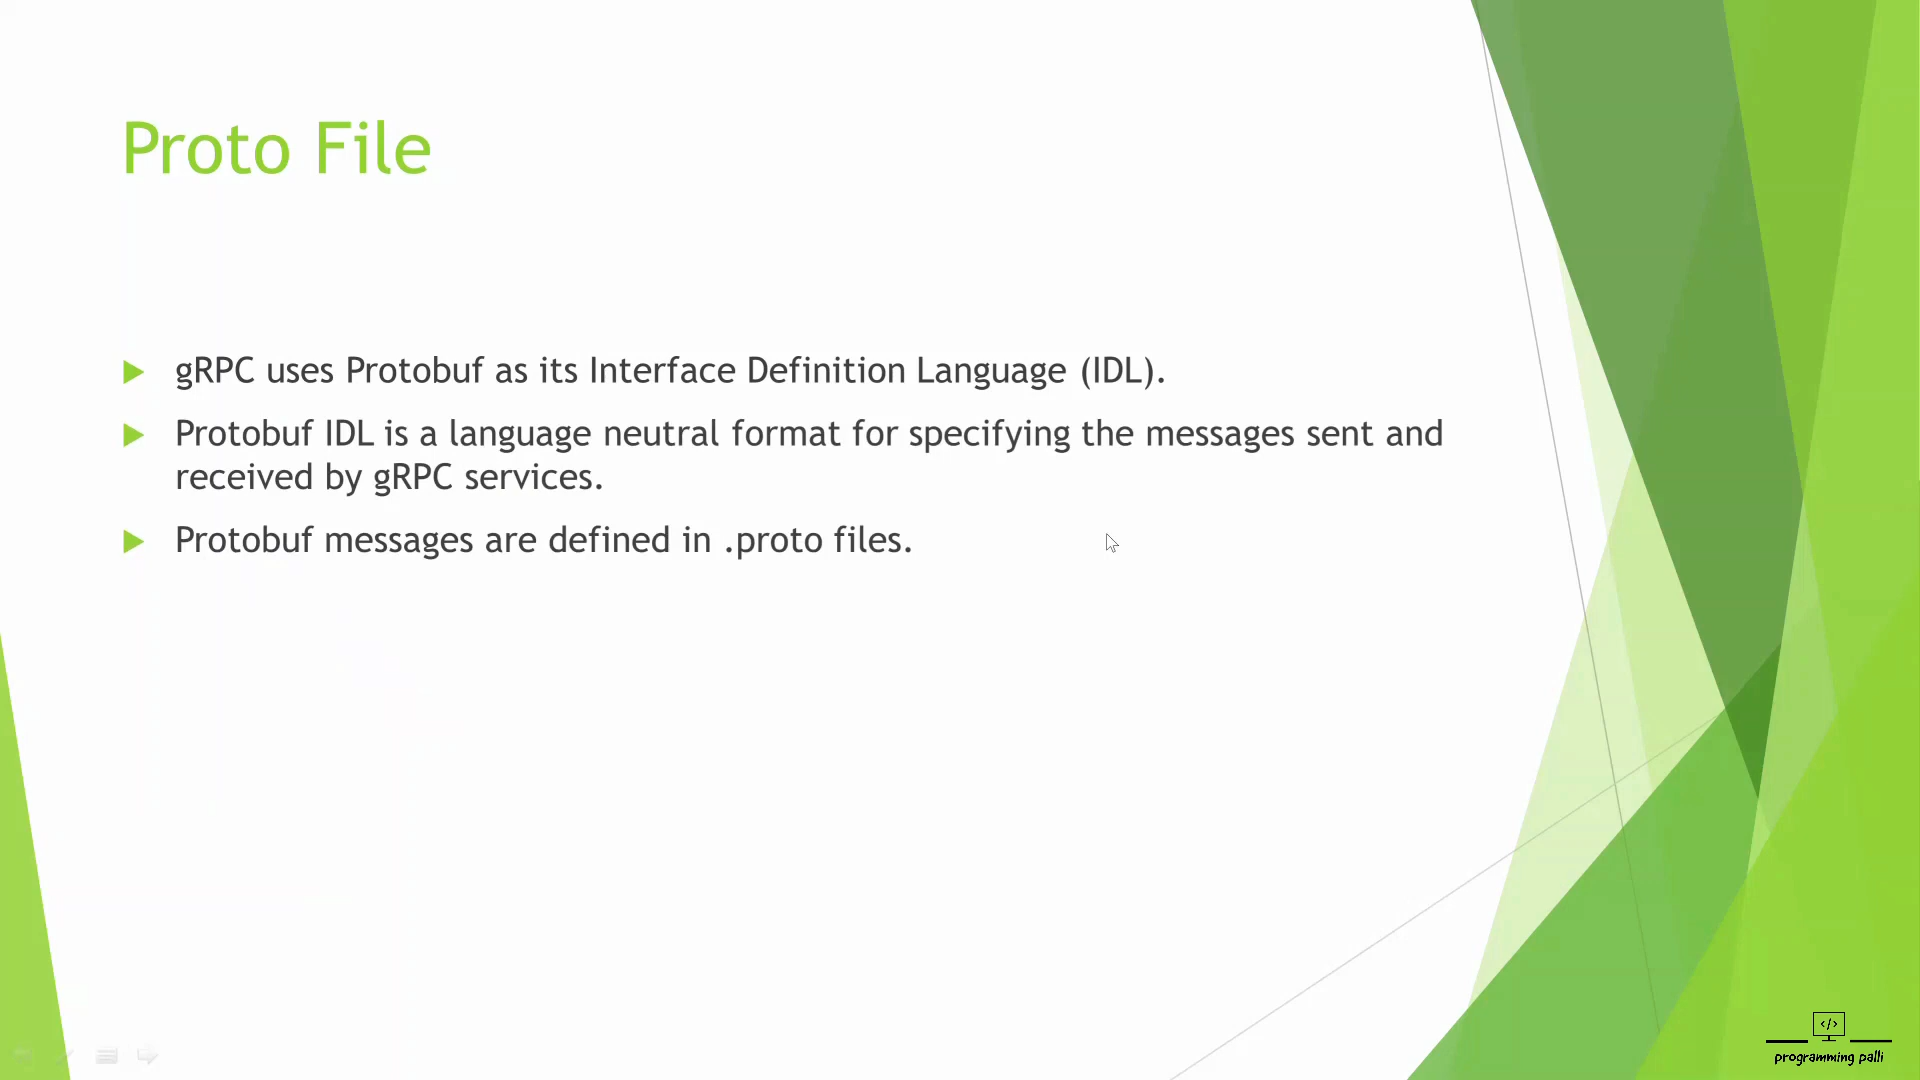 Proto File
gRPC uses Protobuf as its Interface Definition Language (IDL).
Protobuf IDL is a language neutral format for specifying the messages sent and
received by gRPC services.
Protobuf messages are defined in .proto files.
</>
programming palli